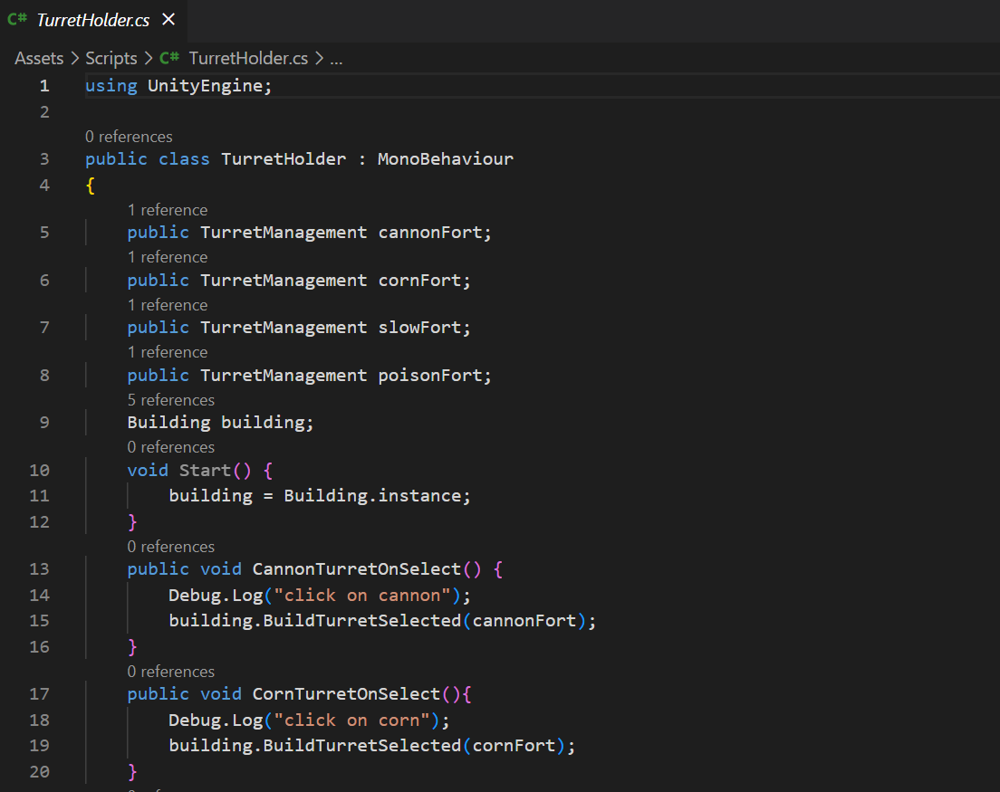 C# TurretHolder.cs ×
Assets > Scripts > C# TurretHolder.cs > ...
1 using UnityEngine;
2
0 references
3 public class TurretHolder : MonoBehaviour
4 {
1 reference
5 public TurretManagement cannonFort;
1 reference
6 public TurretManagement cornFort;
1 reference
7 public TurretManagement slowFort;
1 reference
8 public TurretManagement poisonFort;
5 references
9 Building building;
0 references
10 void Start() {
11 building = Building.instance;
12 }
0 references
13 public void CannonTurretOnSelect() {
14 Debug.Log("click on cannon");
15 building.BuildTurretSelected(cannonFort);
16 }
0 references
17 public void CornTurretOnSelect(){
18 Debug.Log("click on corn");
19 building.BuildTurretSelected(cornFort);
20 }